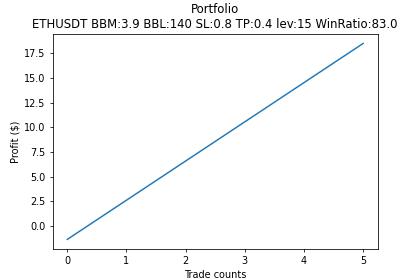 Portfolio
ETHUSDT BBM:3.9 BBL:140 SL:0.8 TP:0.4 lev:15 WinRatio:83.0
17.5
15.0
12.5
10.0
7.5
5.0
2.5
0.0
Profit ($)
0 1 2 3 4 5
Trade counts